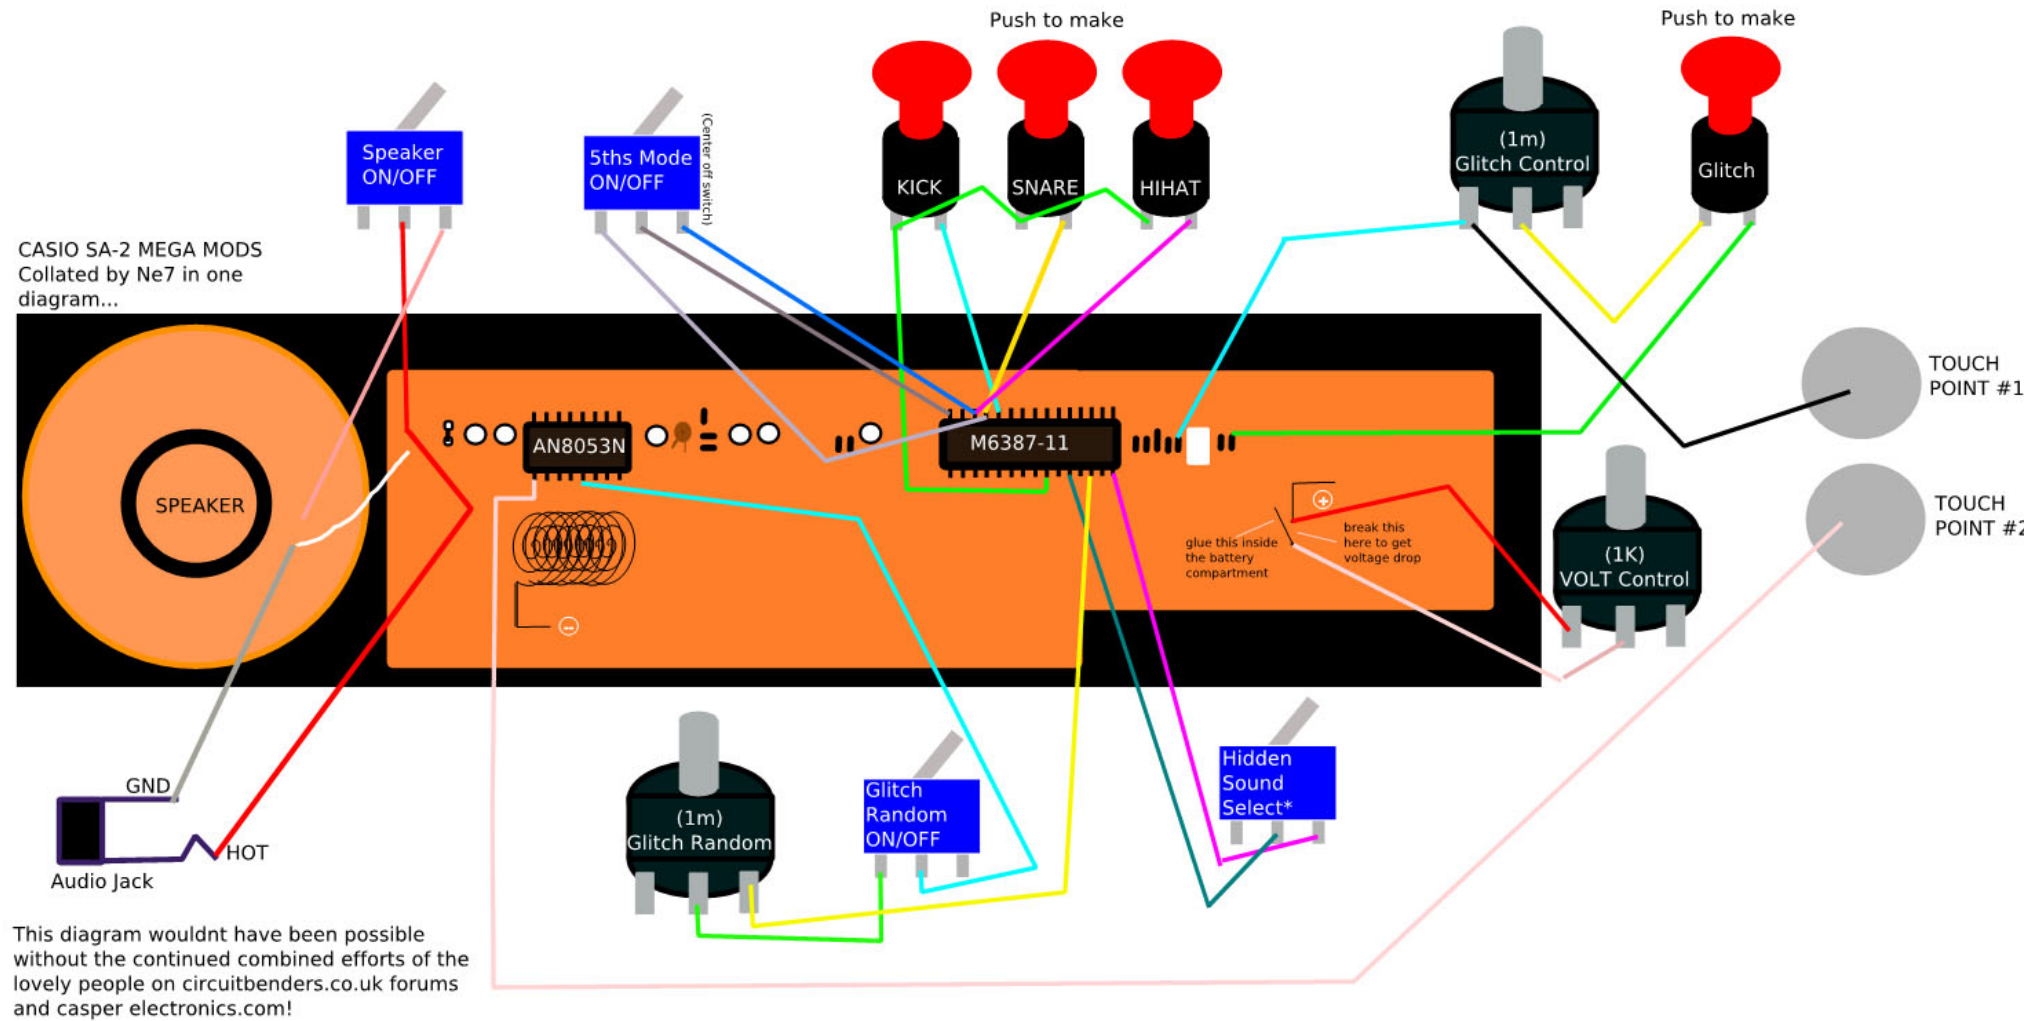 Push to make
Push to make
Speaker
ON/OFF
5ths Mode
ON/OFF
(Center off switch)
KICK
SNARE
HIHAT
(1m)
Glitch Control
Glitch
CASIO SA-2 MEGA MODS
Collated by Ne7 in one
diagram...
TOUCH
POINT #1
AN8053N
M6387-11
SPEAKER
+
glue this inside
the battery
compartment
break this
here to get
voltage drop
TOUCH
POINT #2
(1K)
VOLT Control
-
GND
HOT
Audio Jack
(1m)
Glitch Random
Glitch
Random
ON/OFF
Hidden
Sound
Select*
This diagram wouldnt have been possible
without the continued combined efforts of the
lovely people on circuitbenders.co.uk forums
and casper electronics.com!